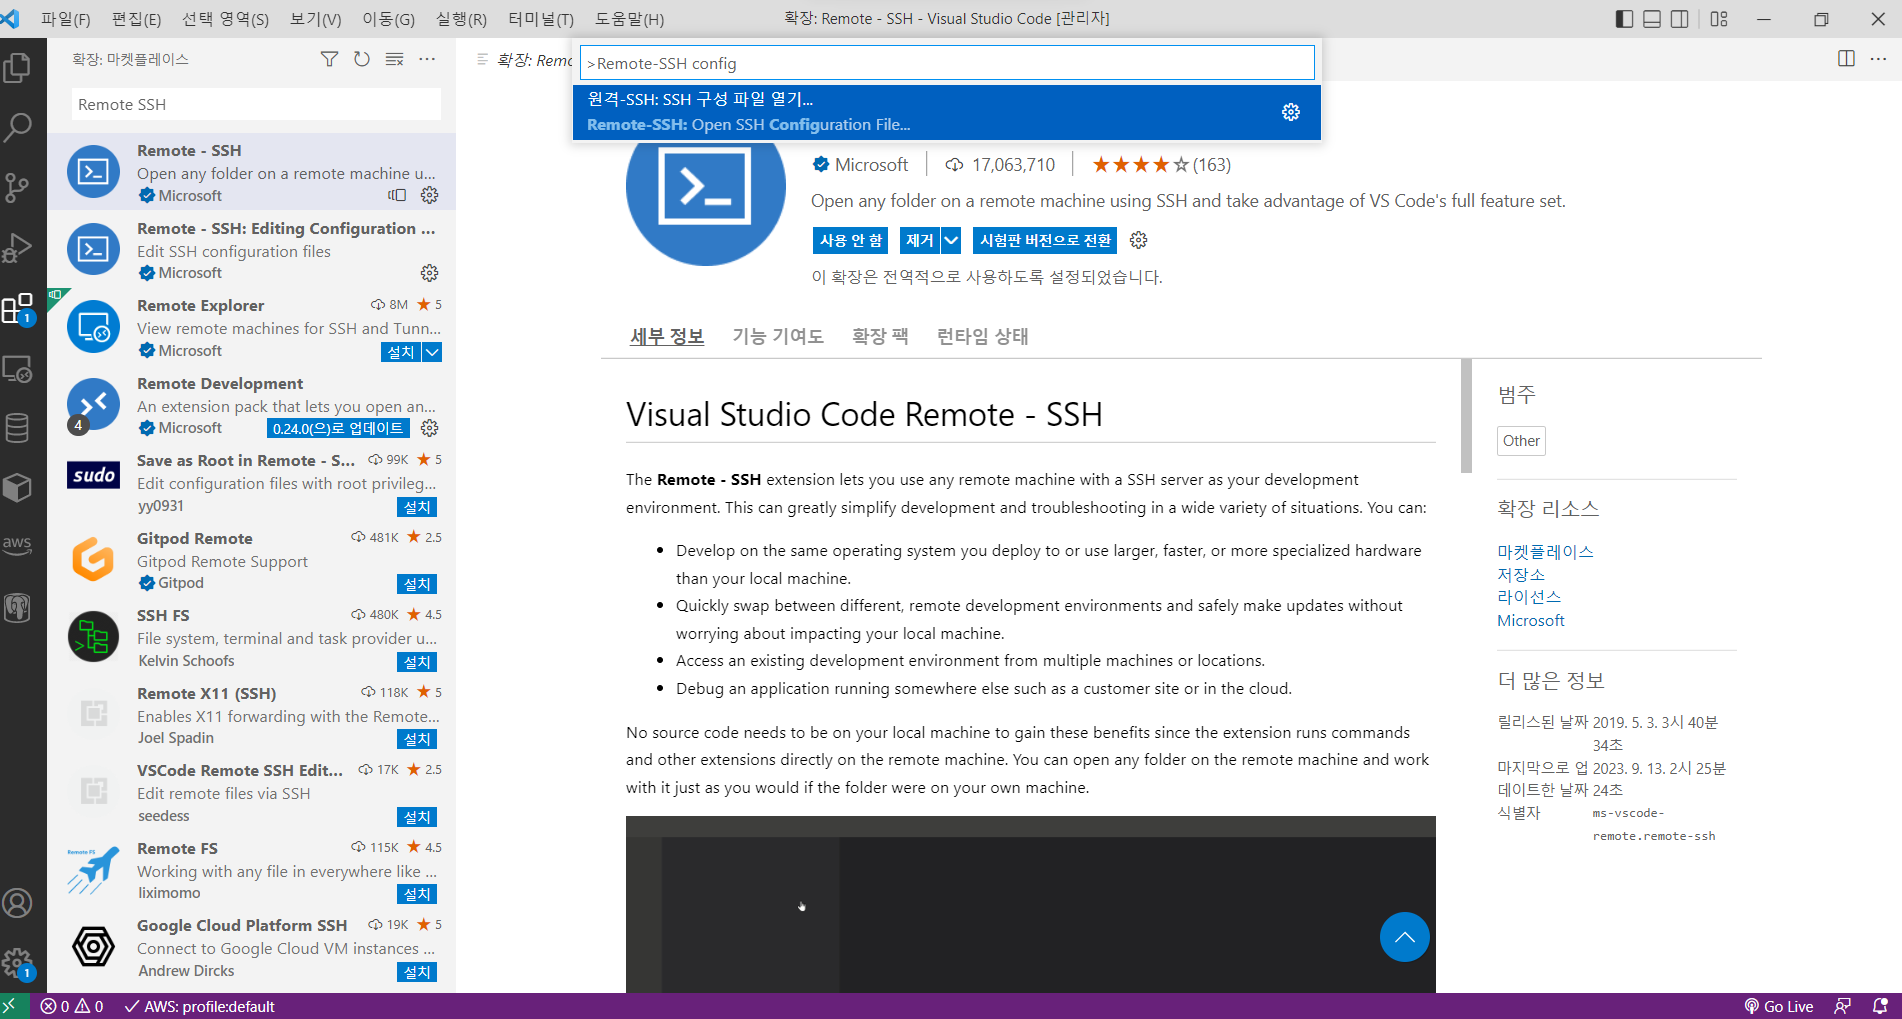 파일(F) 편집(E) 선택 영역(S) 보기(V) 이동(G) 실행(R) 터미널(T) 도움말(H)
확장: Remote - SSH - Visual Studio Code [관리자]
확장: 마켓플레이스
Remote SSH
Remote - SSH
Open any folder on a remote machine u...
Microsoft
Remote - SSH: Editing Configuration ...
Edit SSH configuration files
Microsoft
Remote Explorer 8M 5
View remote machines for SSH and Tunn...
Microsoft 설치
Remote Development
An extension pack that lets you open an...
4 Microsoft 0.24.0(으)로 업데이트
Save as Root in Remote - S... 99K 5
sudo
Edit configuration files with root privileg...
yy0931 설치
Gitpod Remote 481K 2.5
Gitpod Remote Support
Gitpod 설치
SSH FS 480K 4.5
File system, terminal and task provider u...
Kelvin Schoofs 설치
Remote X11 (SSH) 118K 5
Enables X11 forwarding with the Remote...
Joel Spadin 설치
VSCode Remote SSH Edit... 17K 2.5
Edit remote files via SSH
seedess 설치
Remote FS 115K 4.5
Remote FS
Working with any file in everywhere like ...
liximomo 설치
Google Cloud Platform SSH 19K 5
Connect to Google Cloud VM instances ...
Andrew Dircks 설치
1
aws
1
확장: Remo
>Remote-SSH config
원격-SSH: SSH 구성 파일 열기...
Remote-SSH: Open SSH Configuration File...
Microsoft 17,063,710 (163)
Open any folder on a remote machine using SSH and take advantage of VS Code's full feature set.
사용 안 함 제거 시험판 버전으로 전환
이 확장은 전역적으로 사용하도록 설정되었습니다.
세부 정보 기능 기여도 확장 팩 런타임 상태
Visual Studio Code Remote - SSH
The Remote - SSH extension lets you use any remote machine with a SSH server as your development
environment. This can greatly simplify development and troubleshooting in a wide variety of situations. You can:
• Develop on the same operating system you deploy to or use larger, faster, or more specialized hardware
than your local machine.
• Quickly swap between different, remote development environments and safely make updates without
worrying about impacting your local machine.
• Access an existing development environment from multiple machines or locations.
• Debug an application running somewhere else such as a customer site or in the cloud.
No source code needs to be on your local machine to gain these benefits since the extension runs commands
and other extensions directly on the remote machine. You can open any folder on the remote machine and work
with it just as you would if the folder were on your own machine.
범주
Other
확장 리소스
마켓플레이스
저장소
라이선스
Microsoft
더 많은 정보
릴리스된 날짜 2019. 5. 3. 3시 40분
34초
마지막으로 업 2023. 9. 13. 2시 25분
데이트한 날짜 24초
식별자 ms-vscode-
remote.remote-ssh
0 0 AWS: profile:default
Go Live